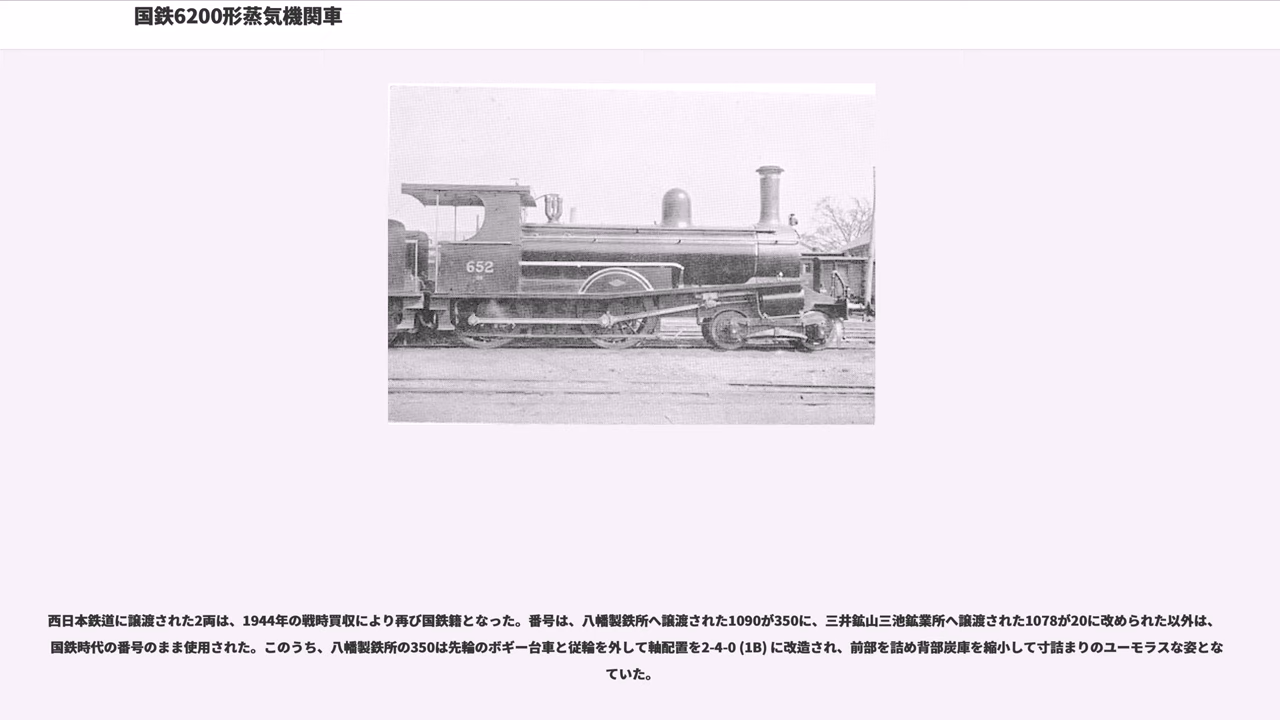 国鉄6200形蒸気機関車
652
西日本鉄道に譲渡された2両は、1944年の戦時買収により再び国鉄籍となった。番号は、八幡製鉄所へ譲渡された1090が350に、三井鉱山三池鉱業所へ譲渡された1078が20に改められた以外は、
国鉄時代の番号のまま使用された。このうち、八幡製鉄所の350は先輪のボギー台車と従輪を外して軸配置を2-4-0 (1B) に改造され、前部を詰め背部炭庫を縮小して寸詰まりのユーモラスな姿とな
ていた。